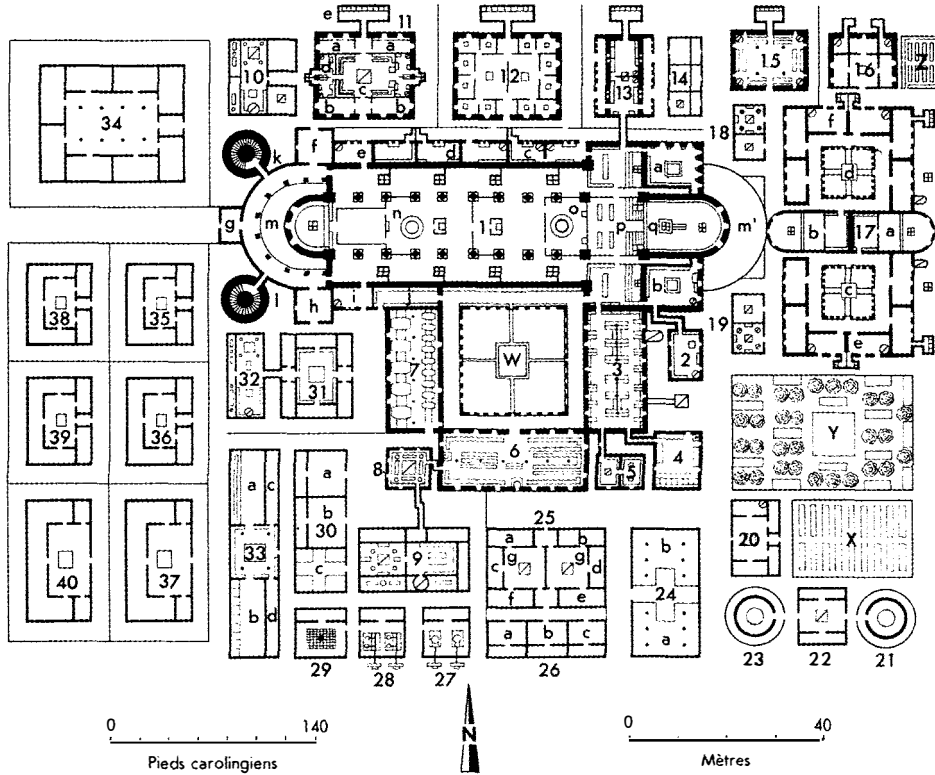 e 11
10 a a d c b b
12
13
14
15
16 Z
34
18
f
k f e d c a
d
g m n 1 o p q m' b 17 a
l h b
c
38 35
19
e
32 31 7 W 3 2
39 36
8 6 5 4
Y
a c a
b
30
33 9
25
a b
g g
c d
f e
b
24
a
20 X
40 37
c
b d
a b c
29 28 27 26
23 22 21
N
0 140
Pieds carolingiens
0 40
Mètres